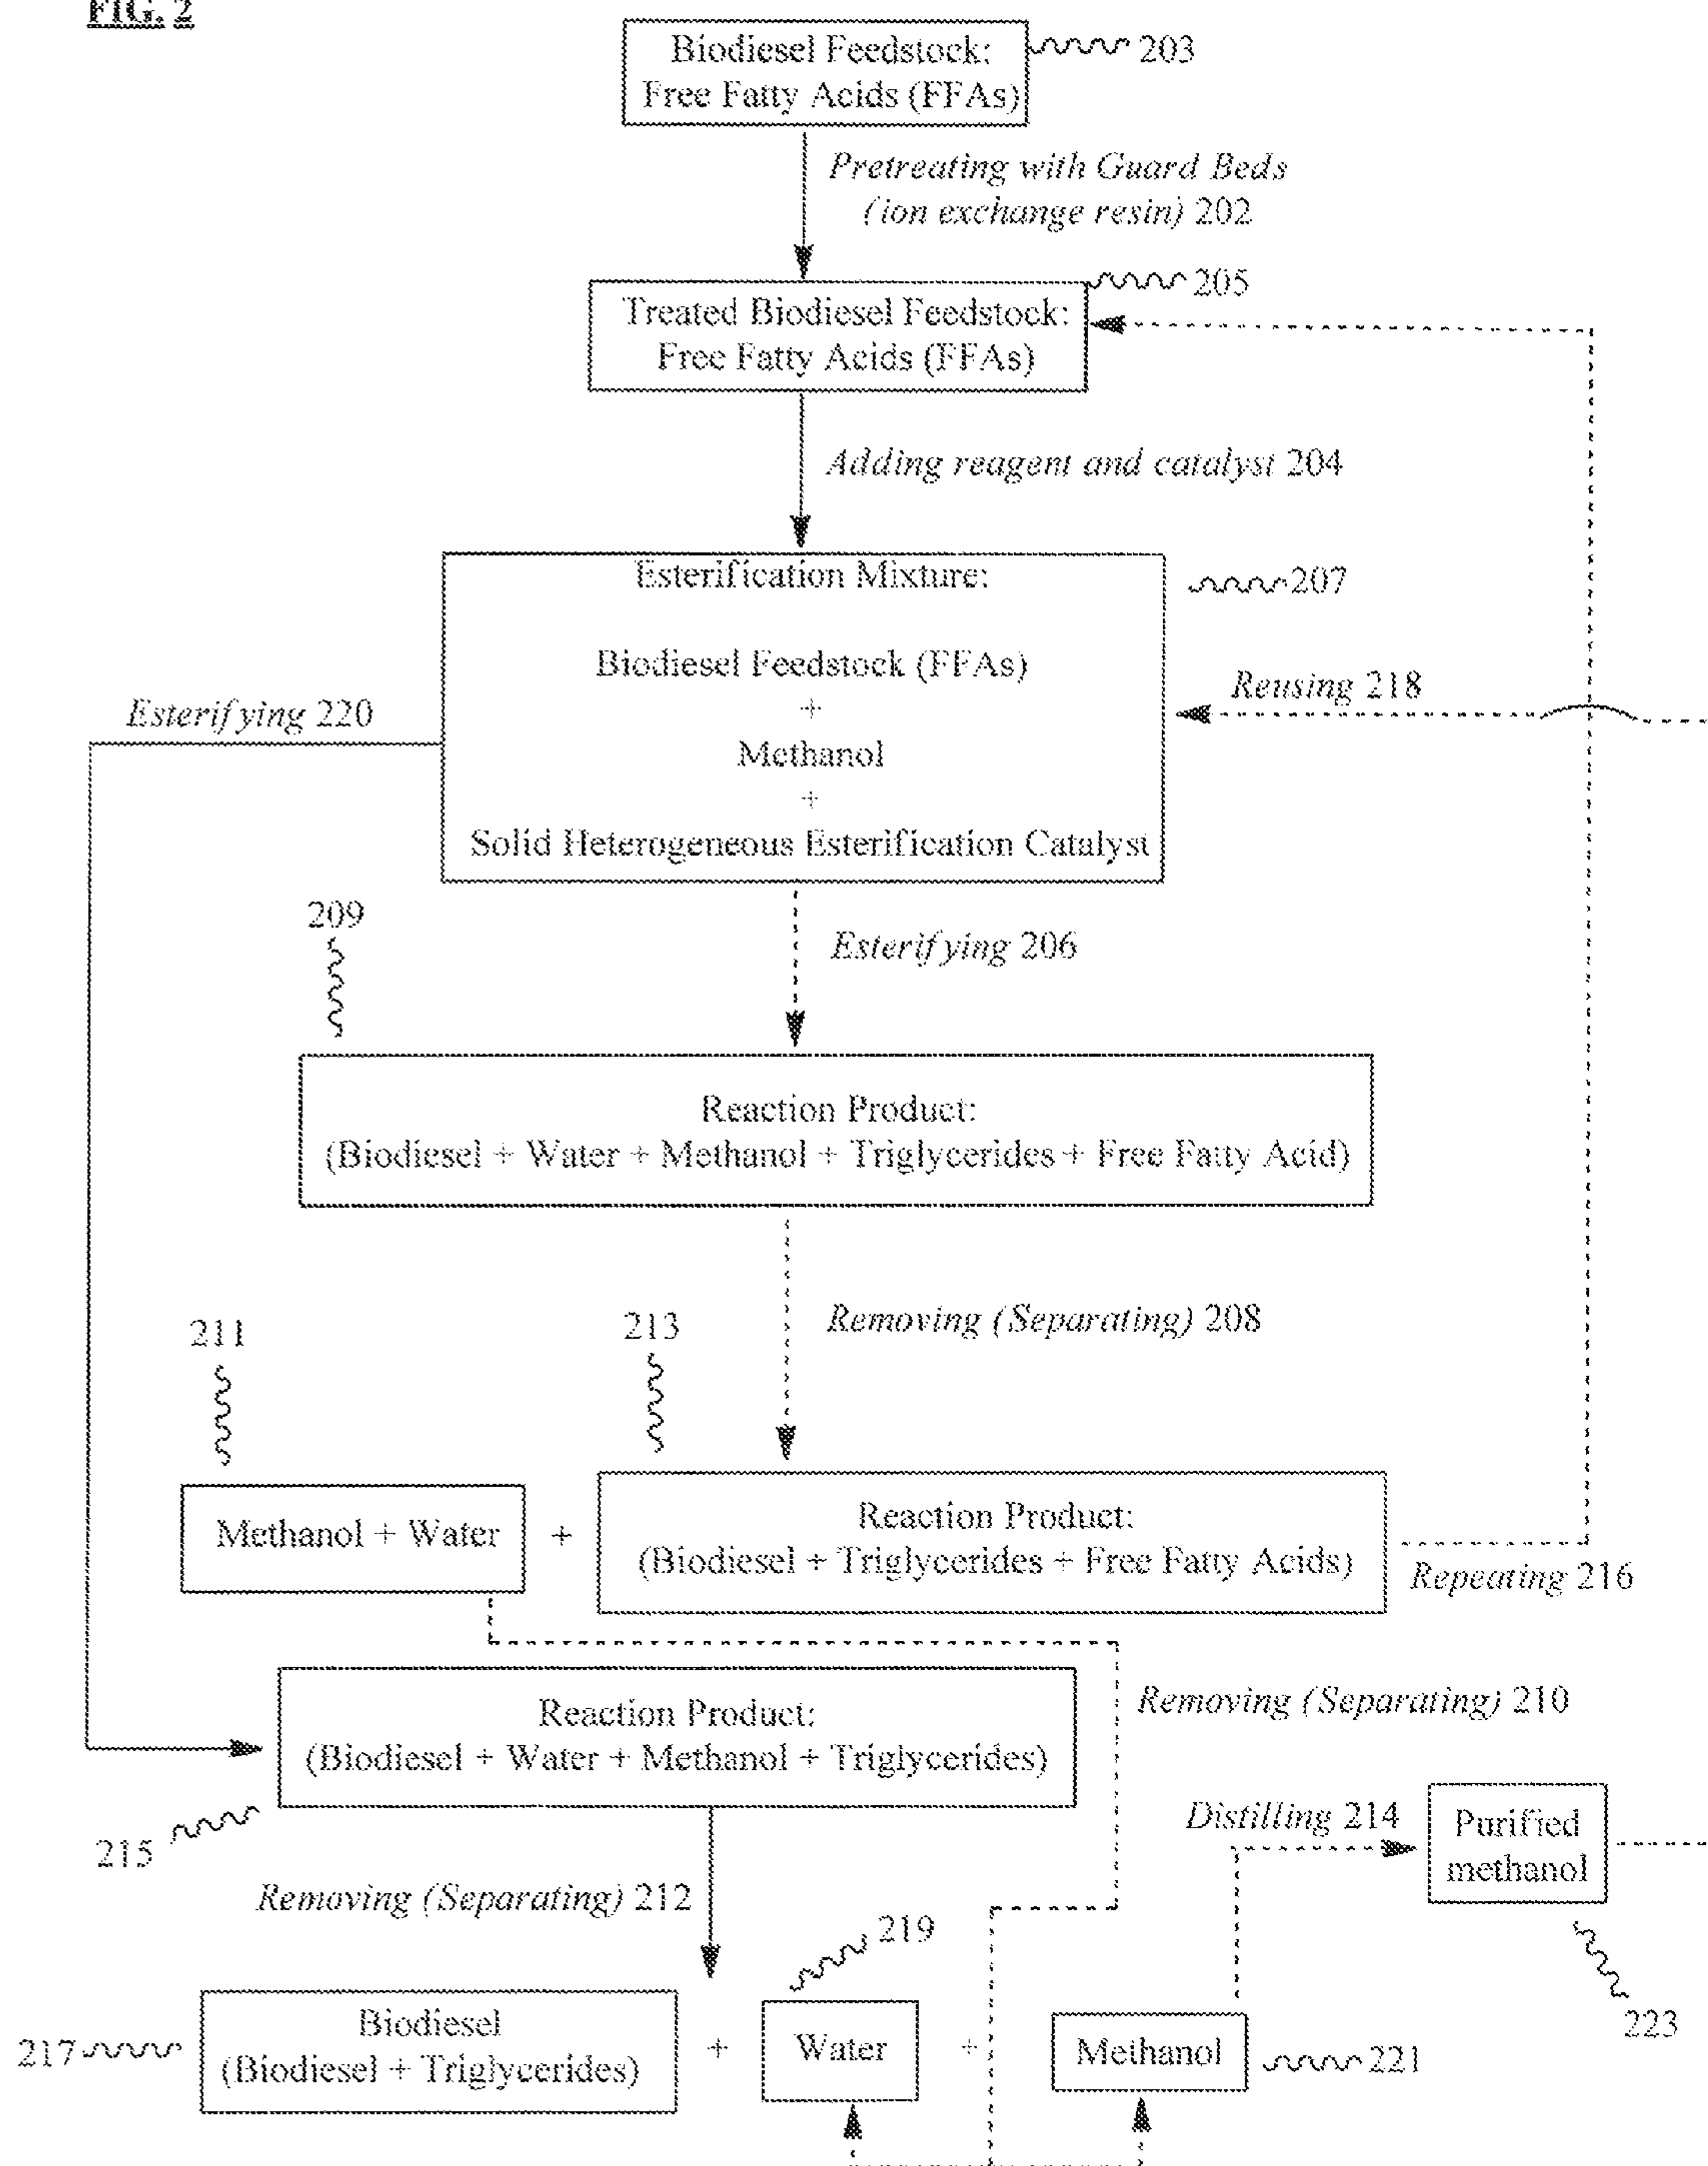 FIG. 2
Biodiesel Feedstock:
Free Fatty Acids (FFAs)
203
Pretreating with Guard Beds
(ion exchange resin) 202
205
Treated Biodiesel Feedstock:
Free Fatty Acids (FFAs)
Adding reagent and catalyst 204
Esterification Mixture:
207
Biodiesel Feedstock (FFAs)
+
Methanol
+
Solid Heterogeneous Esterification Catalyst
Reusing 218
Esterifying 220
209
Esterifying 206
Reaction Product:
(Biodiesel + Water + Methanol + Triglycerides + Free Fatty Acid)
211
213
Removing (Separating) 208
Methanol + Water
+
Reaction Product:
(Biodiesel + Triglycerides + Free Fatty Acids)
Repeating 216
Reaction Product:
(Biodiesel + Water + Methanol + Triglycerides)
Removing (Separating) 210
215
Distilling 214
Purified
methanol
Removing (Separating) 212
219
223
217
Biodiesel
(Biodiesel + Triglycerides)
+
Water
+
Methanol
221